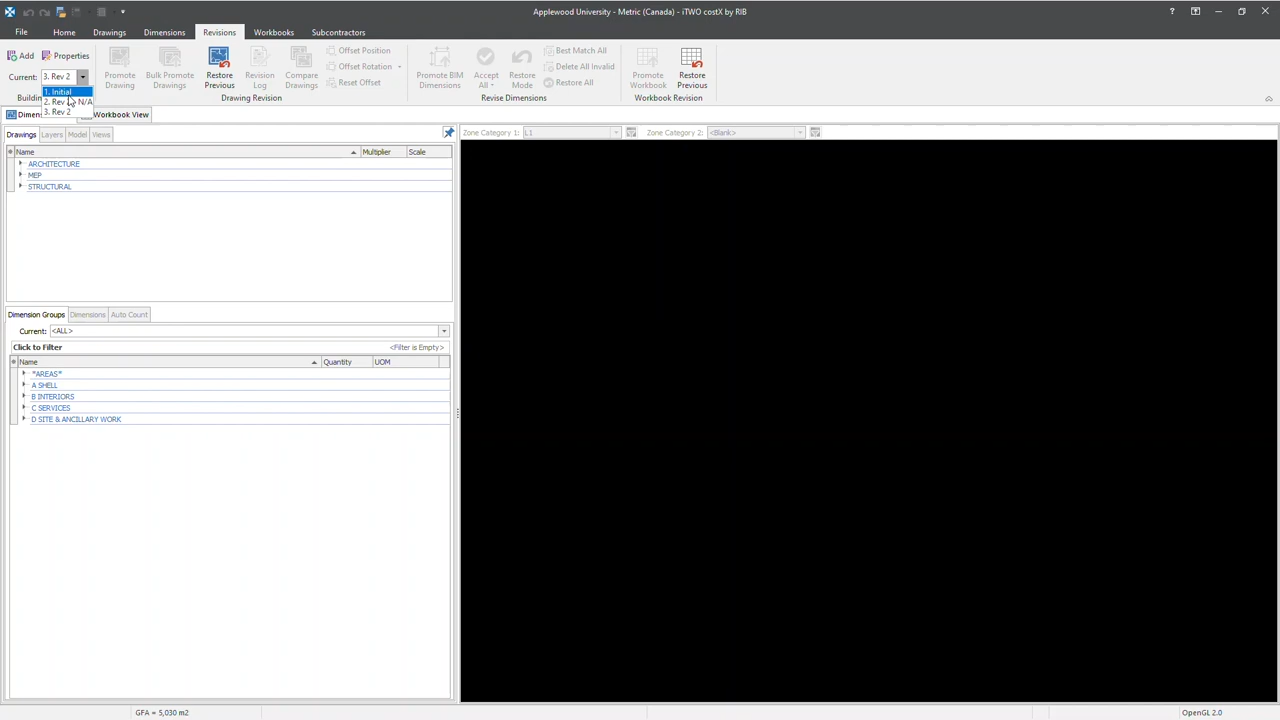 Applewood University - Metric (Canada) - iTWO costX by RIB
File Home Drawings Dimensions Revisions Workbooks Subcontractors
Add Properties
Current: 3. Rev 2
1. Initial
2. Rev N/A
3. Rev 2
Buildin
Promote Drawing
Bulk Promote Drawings
Restore Previous
Revision Log
Compare Drawings
Offset Position
Offset Rotation
Reset Offset
Drawing Revision
Promote BIM Dimensions
Accept All
Restore Mode
Best Match All
Delete All Invalid
Restore All
Revise Dimensions
Promote Workbook
Restore Previous
Workbook Revision
Dimens Workbook View
Drawings Layers Model Views
Zone Category 1: L1 Zone Category 2: <Blank>
Name Multiplier Scale
ARCHITECTURE
MEP
STRUCTURAL
Dimension Groups Dimensions Auto Count
Current: <ALL>
Click to Filter <Filter is Empty>
Name Quantity UOM
*AREAS*
A SHELL
B INTERIORS
C SERVICES
D SITE & ANCILLARY WORK
GFA = 5,030 m2 OpenGL 2.0